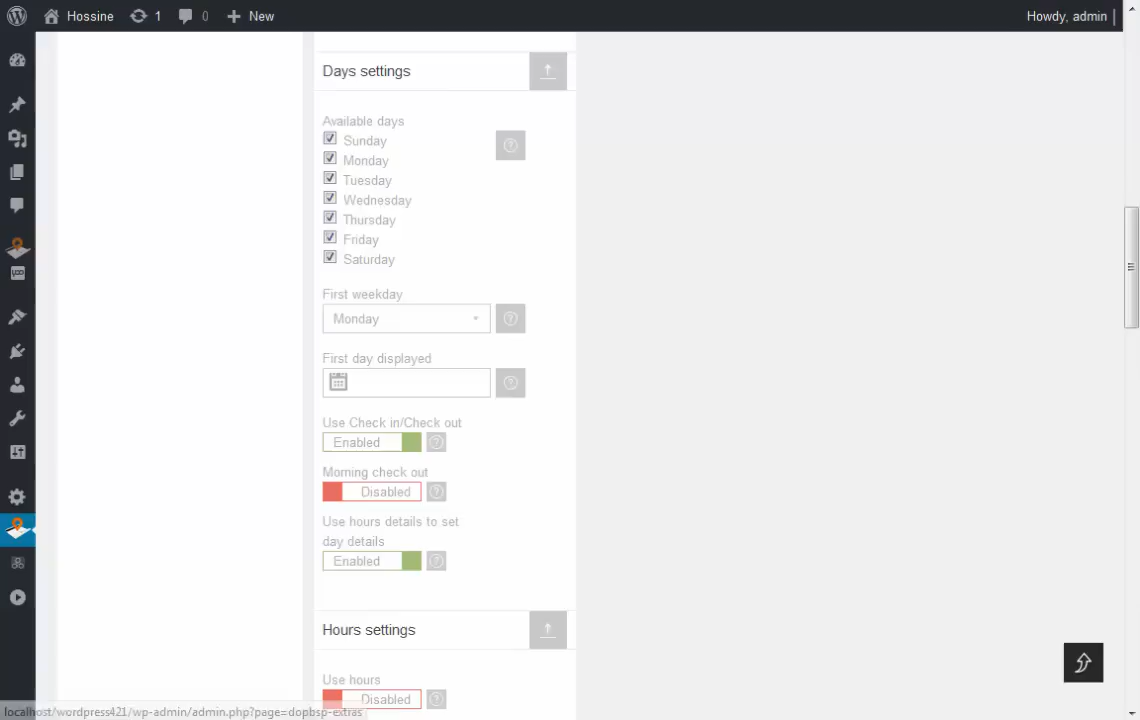 Hossine 1 0 New Howdy, admin
Days settings
Available days
Sunday
Monday
Tuesday
Wednesday
Thursday
Friday
Saturday
First weekday
Monday
First day displayed
Use Check in/Check out
Enabled
Morning check out
Disabled
Use hours details to set
day details
Enabled
Hours settings
Use hours
Disabled
localhost/wordpress421/wp-admin/admin.php?page=dopbsp-extras